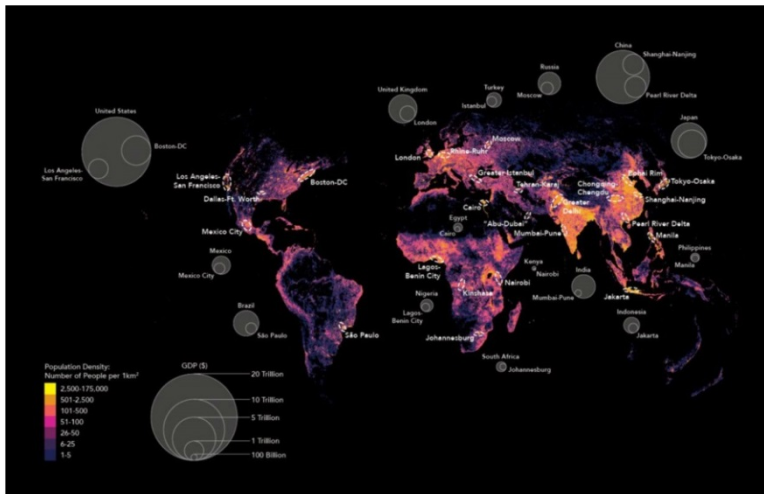 China
Shanghai-Nanjing
Pearl River Delta
Russia
Moscow
Turkey
Istanbul
United Kingdom
London
Japan
Tokyo-Osaka
United States
Boston-DC
Los Angeles-
San Francisco
Los Angeles-
San Francisco
Boston-DC
Dallas-Ft. Worth
Mexico City
Mexico
Mexico City
Brazil
São Paulo
São Paulo
London
Rhine-Ruhr
Moscow
Greater Istanbul
Tehran-Karaj
Cairo
Egypt
Cairo
"Abu-Dubai"
Greater
Delhi
Mumbai-Pune
Chongqing-
Chengdu
Bohai Rim
Tokyo-Osaka
Shanghai-Nanjing
Pearl River Delta
Manila
Philippines
Manila
Lagos-
Benin City
Nigeria
Lagos-
Benin City
Kinshasa
Kenya
Nairobi
Nairobi
India
Mumbai-Pune
Jakarta
Indonesia
Jakarta
Johannesburg
South Africa
Johannesburg
Population Density:
Number of People per 1km²
2,500-175,000
501-2,500
101-500
51-100
26-50
6-25
1-5
GDP ($)
20 Trillion
10 Trillion
5 Trillion
1 Trillion
100 Billion